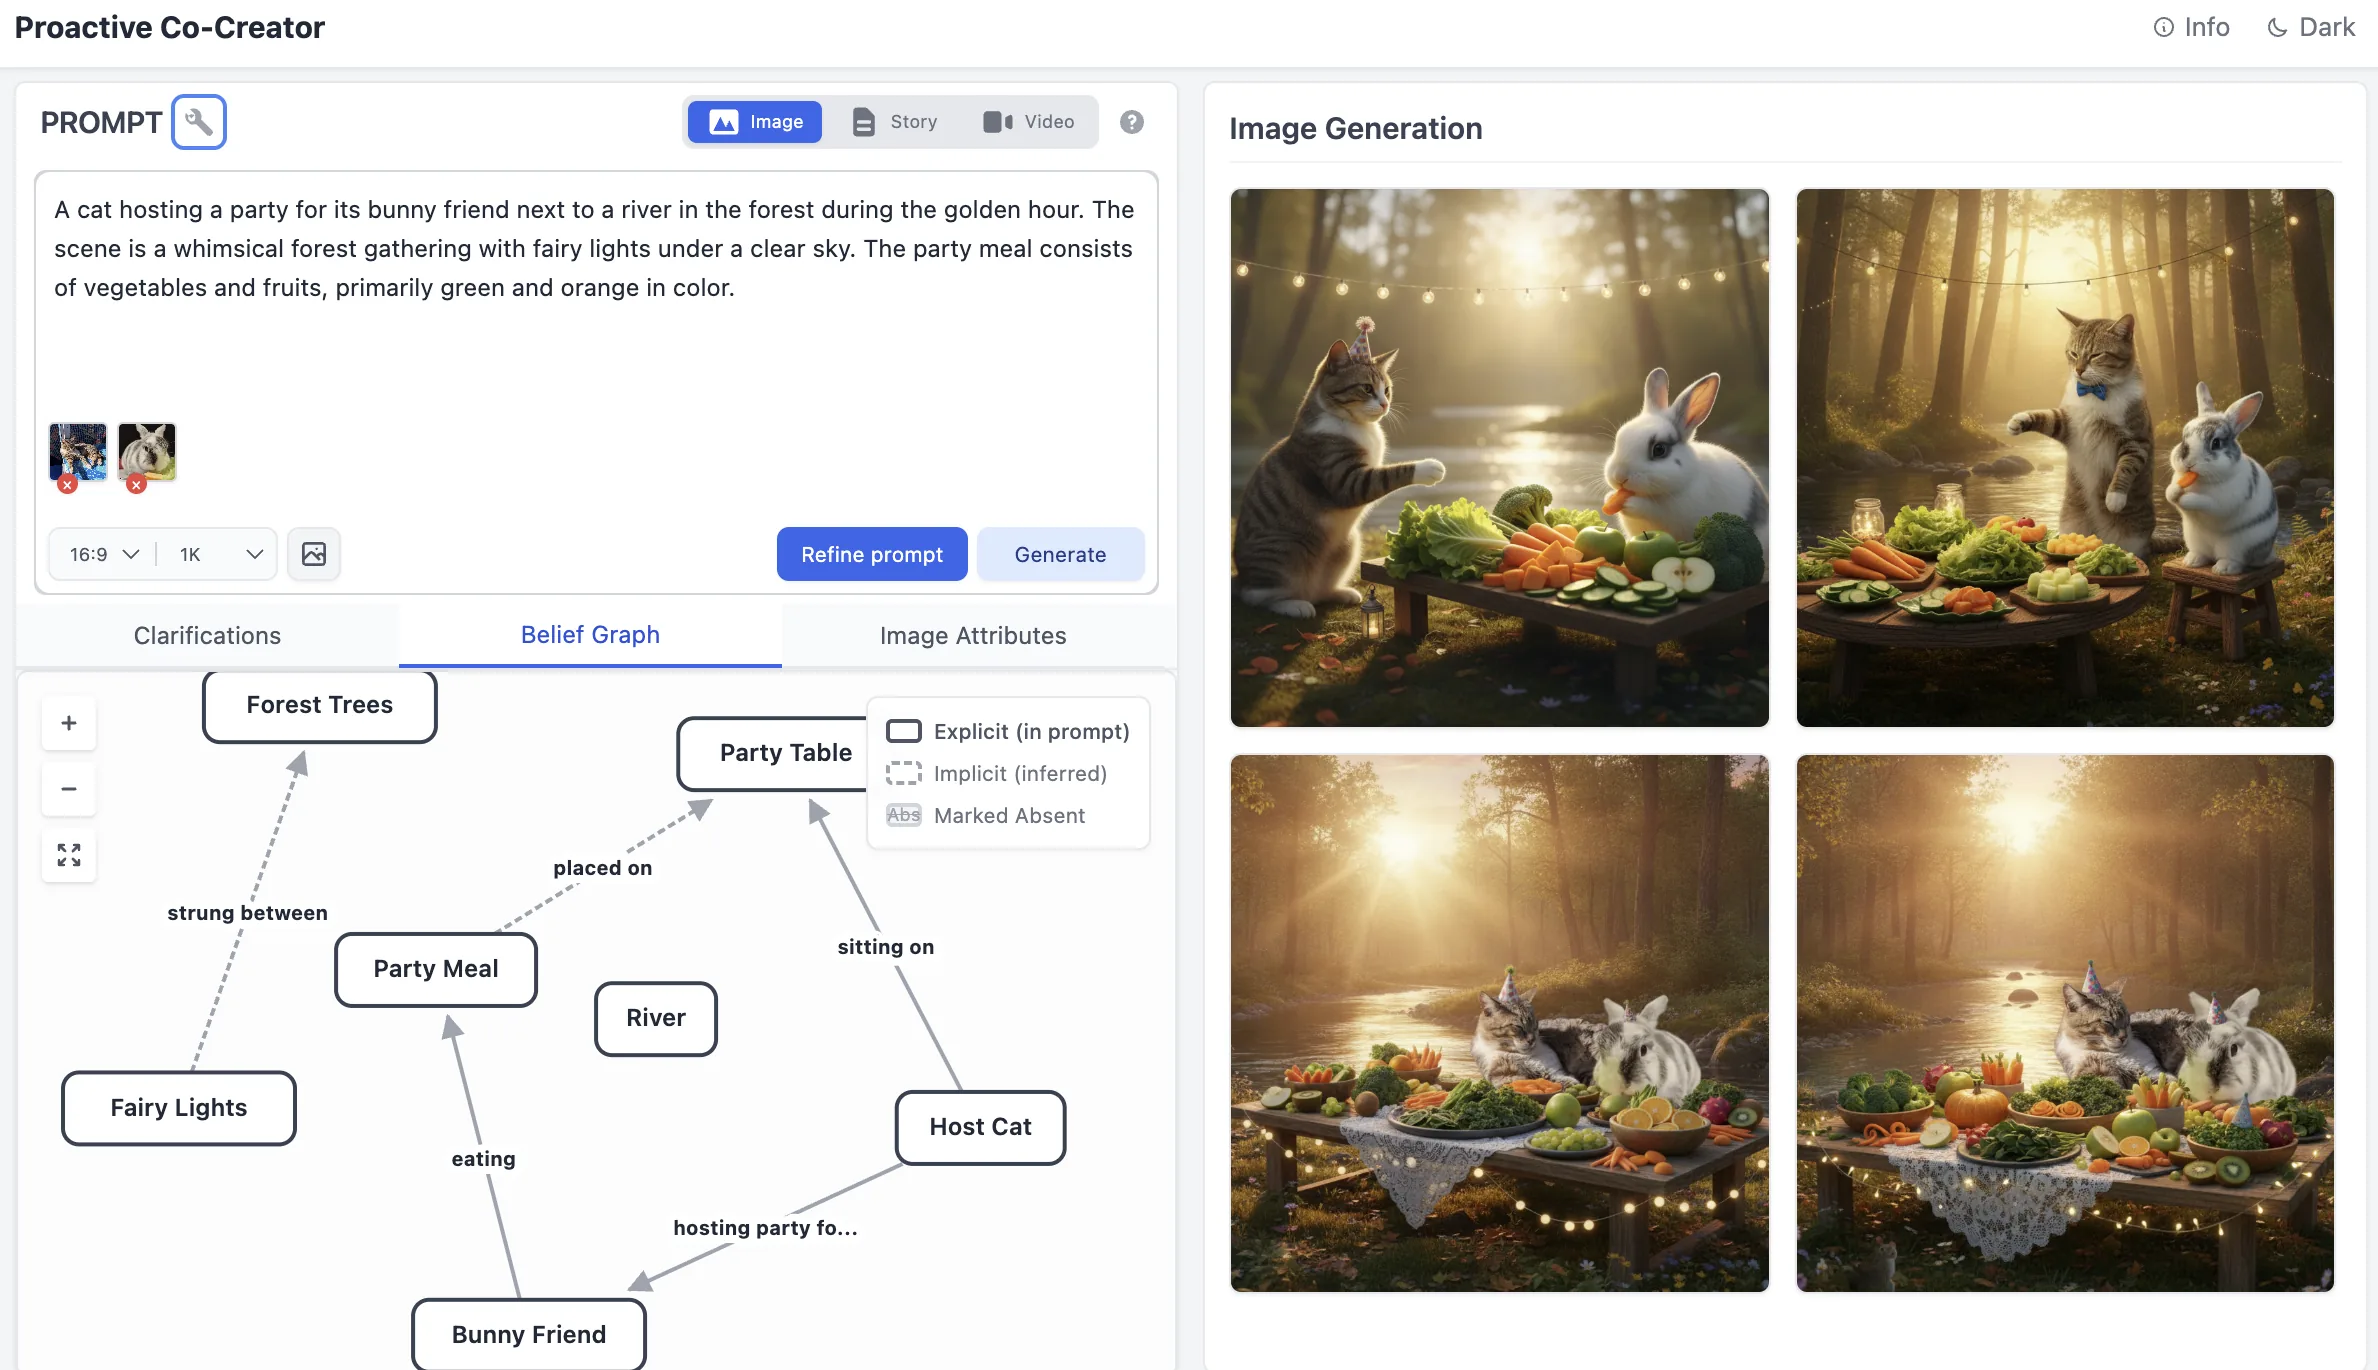 Proactive Co-Creator
Info
Dark
PROMPT
Image
Story
Video
?
A cat hosting a party for its bunny friend next to a river in the forest during the golden hour. The
scene is a whimsical forest gathering with fairy lights under a clear sky. The party meal consists
of vegetables and fruits, primarily green and orange in color.
16:9
1K
Refine prompt
Generate
Clarifications
Belief Graph
Image Attributes
+
−
Forest Trees
Party Table
Explicit (in prompt)
Implicit (inferred)
Abs Marked Absent
placed on
strung between
sitting on
Party Meal
River
Fairy Lights
Host Cat
eating
hosting party fo...
Bunny Friend
Image Generation